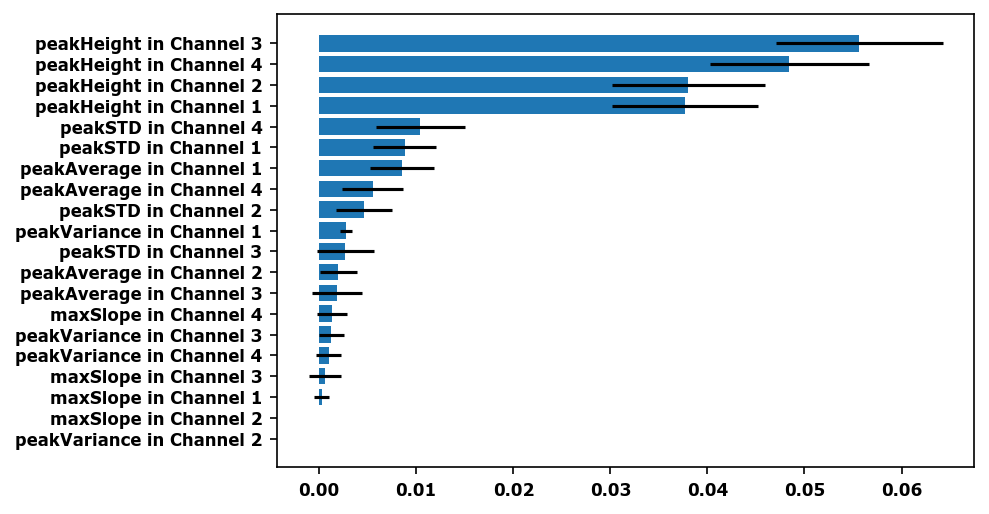 peakHeight in Channel 3
peakHeight in Channel 4
peakHeight in Channel 2
peakHeight in Channel 1
peakSTD in Channel 4
peakSTD in Channel 1
peakAverage in Channel 1
peakAverage in Channel 4
peakSTD in Channel 2
peakVariance in Channel 1
peakSTD in Channel 3
peakAverage in Channel 2
peakAverage in Channel 3
maxSlope in Channel 4
peakVariance in Channel 3
peakVariance in Channel 4
maxSlope in Channel 3
maxSlope in Channel 1
maxSlope in Channel 2
peakVariance in Channel 2
0.00 0.01 0.02 0.03 0.04 0.05 0.06